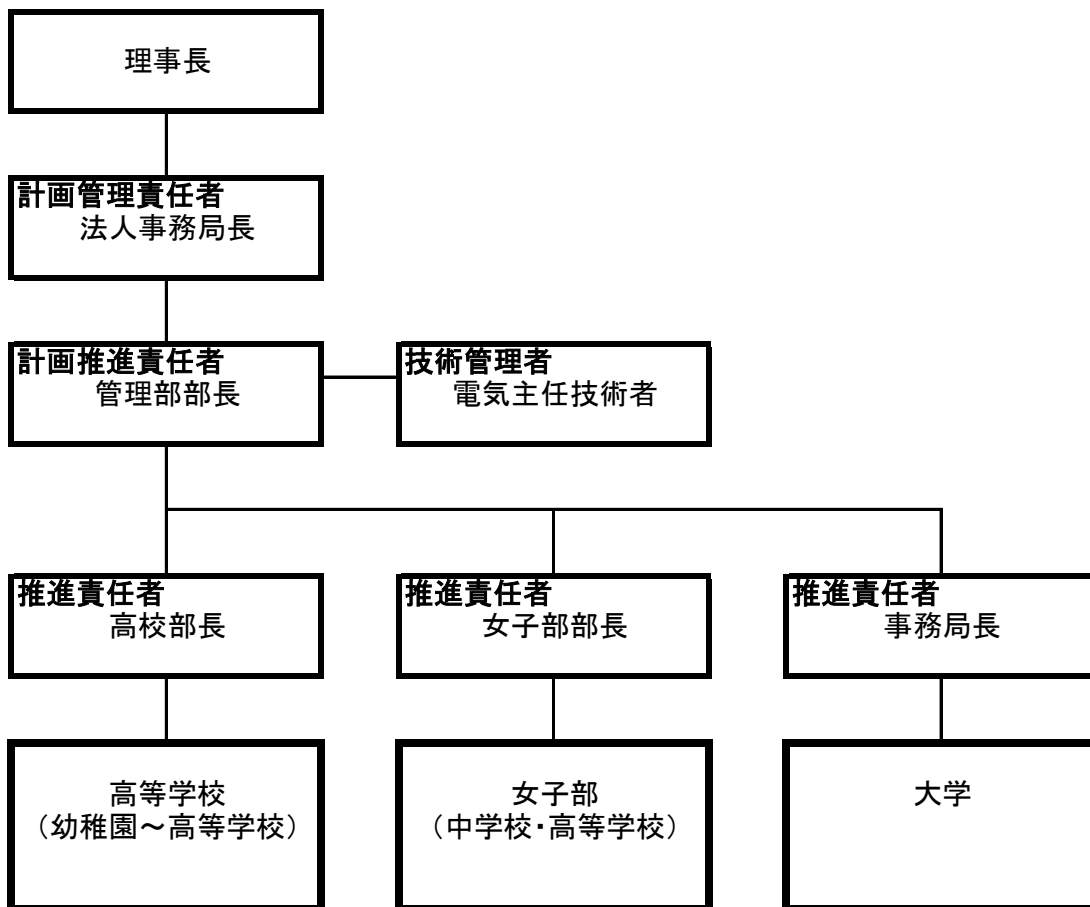 理事長
計画管理責任者
法人事務局長
計画推進責任者
管理部部長
技術管理者
電気主任技術者
推進責任者
高校部長
推進責任者
女子部部長
推進責任者
事務局長
高等学校
（幼稚園～高等学校）
女子部
（中学校・高等学校）
大学